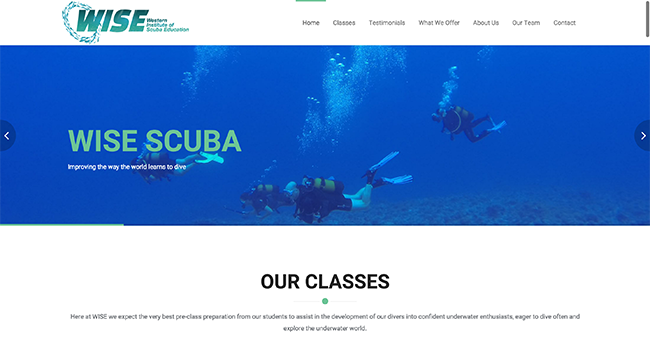 WISE Western
Institute of
Scuba Education
Home Classes Testimonials What We Offer About Us Our Team Contact
WISE SCUBA
Improving the way the world learns to dive
OUR CLASSES
Here at WISE we expect the very best pre-class preparation from our students to assist in the development of our divers into confident underwater enthusiasts, eager to dive often and
explore the underwater world.